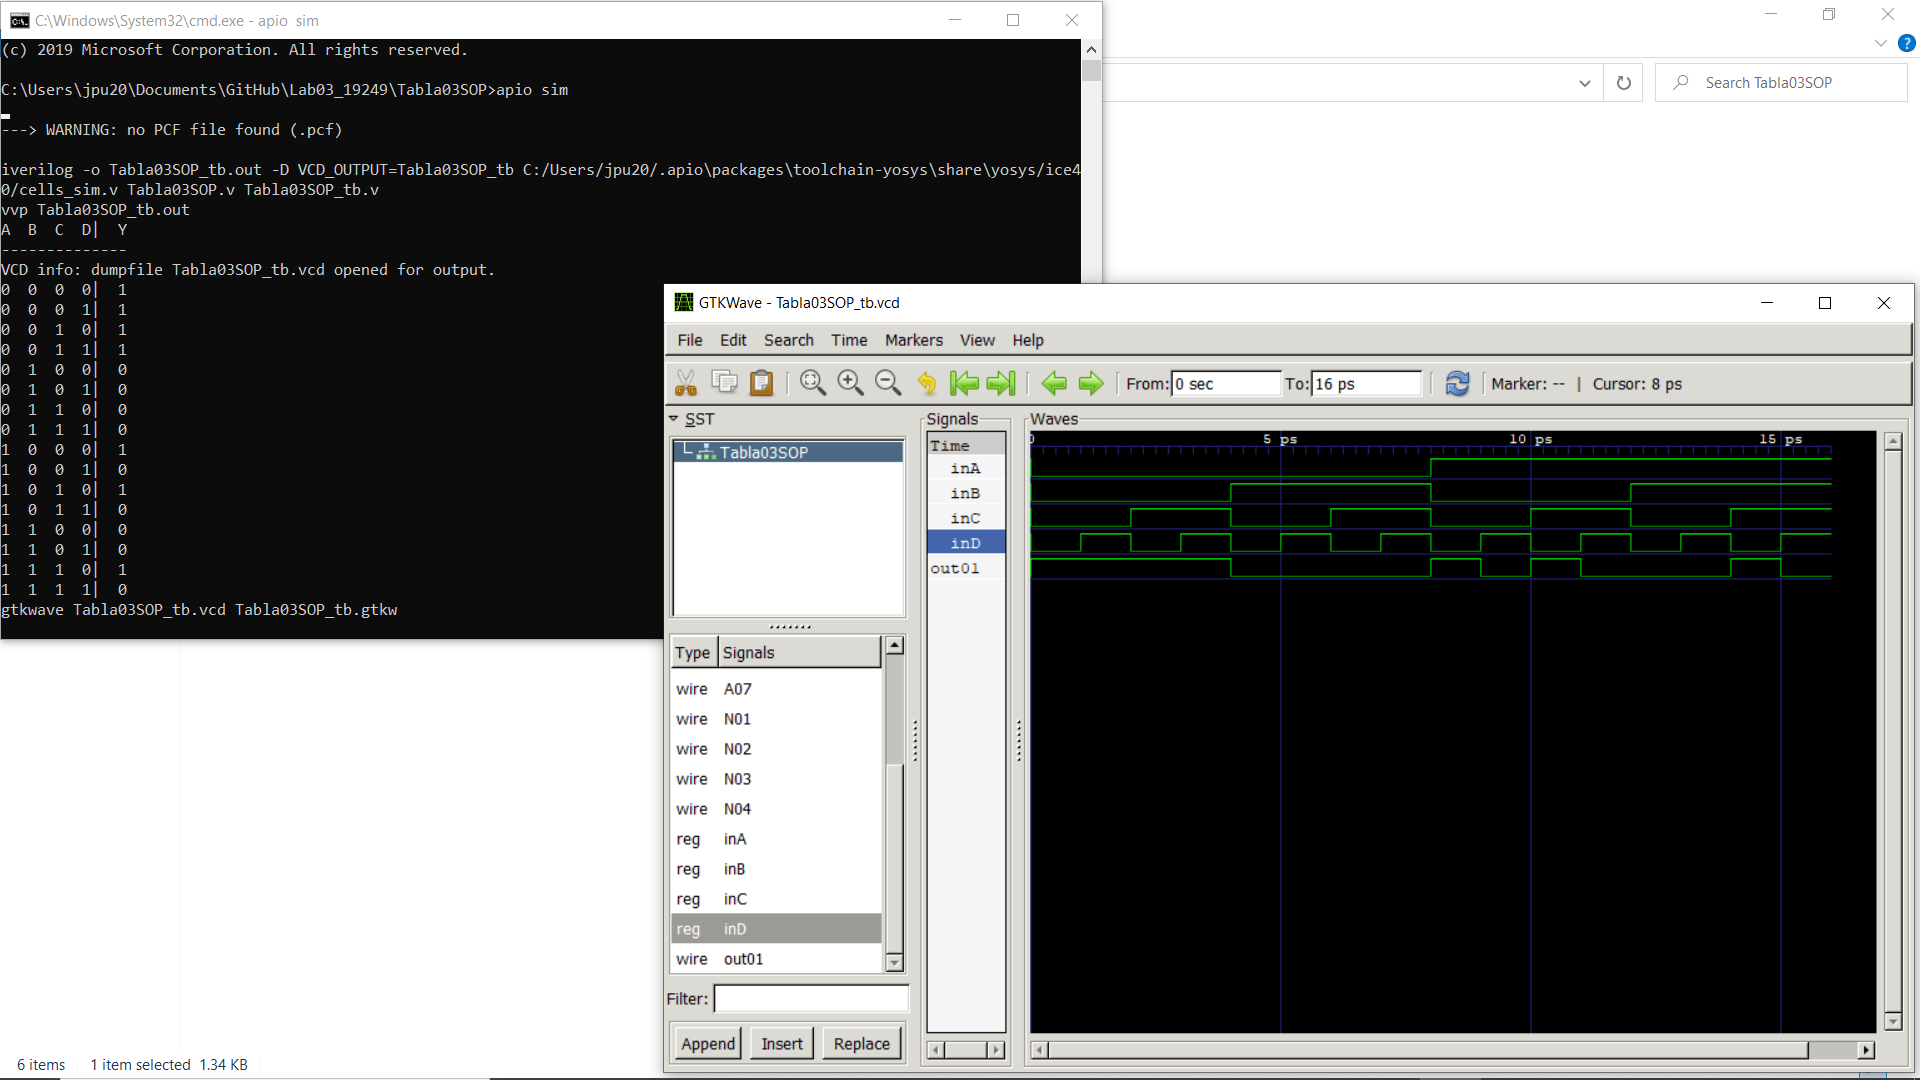 C:\Windows\System32\cmd.exe - apio  sim
(c) 2019 Microsoft Corporation. All rights reserved.
C:\Users\jpu20\Documents\GitHub\Lab03_19249\Tabla03SOP>apio sim
---> WARNING: no PCF file found (.pcf)
iverilog -o Tabla03SOP_tb.out -D VCD_OUTPUT=Tabla03SOP_tb C:/Users/jpu20/.apio\packages\toolchain-yosys\share\yosys/ice4
0/cells_sim.v Tabla03SOP.v Tabla03SOP_tb.v
vvp Tabla03SOP_tb.out
A  B  C  D|  Y
--------------
VCD info: dumpfile Tabla03SOP_tb.vcd opened for output.
0  0  0  0|  1
0  0  0  1|  1
0  0  1  0|  1
0  0  1  1|  1
0  1  0  0|  0
0  1  0  1|  0
0  1  1  0|  0
0  1  1  1|  0
1  0  0  0|  1
1  0  0  1|  0
1  0  1  0|  1
1  0  1  1|  0
1  1  0  0|  0
1  1  0  1|  0
1  1  1  0|  1
1  1  1  1|  0
gtkwave Tabla03SOP_tb.vcd Tabla03SOP_tb.gtkw
?
Search Tabla03SOP
GTKWave - Tabla03SOP_tb.vcd
File Edit Search Time Markers View Help
From: 0 sec To: 16 ps Marker: -- | Cursor: 8 ps
SST
Tabla03SOP
Type Signals
wire A07
wire N01
wire N02
wire N03
wire N04
reg inA
reg inB
reg inC
reg inD
wire out01
Filter:
Append Insert Replace
Signals
Time
inA
inB
inC
inD
out01
Waves
0 5 ps 10 ps 15 ps
6 items 1 item selected 1.34 KB